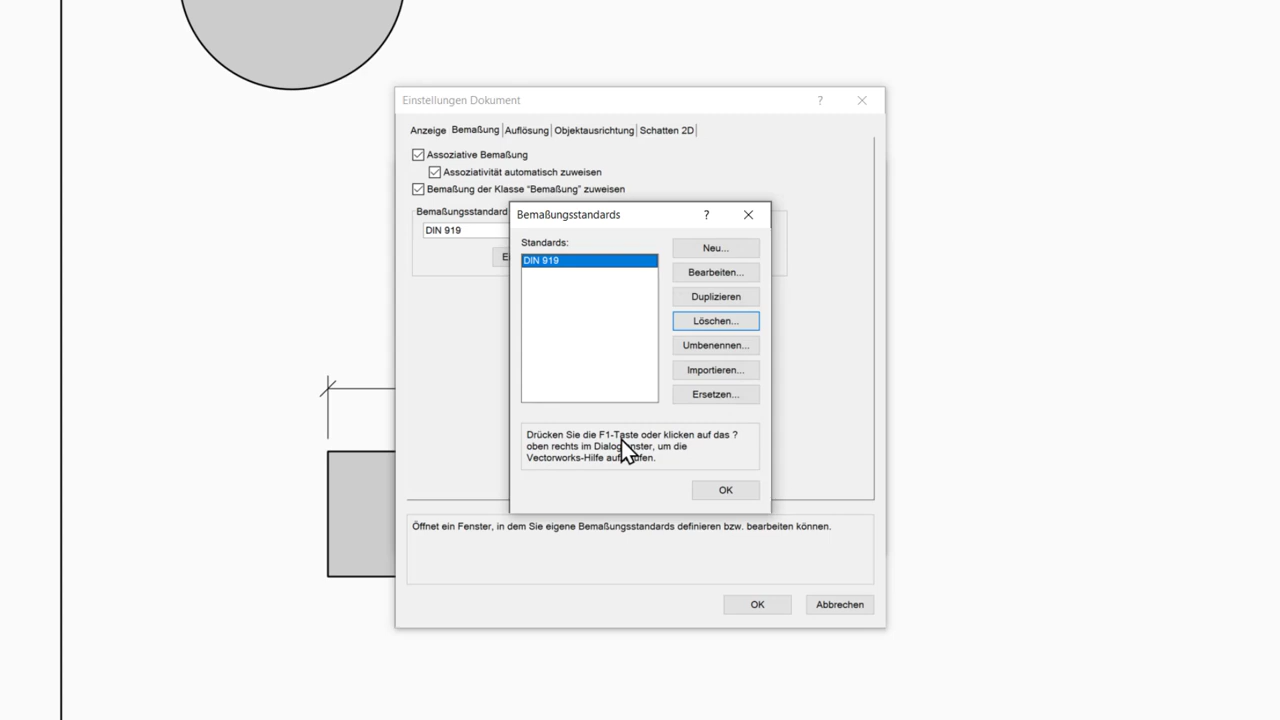 Einstellungen Dokument
?
Anzeige Bemaßung Auflösung Objektausrichtung Schatten 2D
Assoziative Bemaßung
Assoziativität automatisch zuweisen
Bemaßung der Klasse “Bemaßung” zuweisen
Bemaßungsstandard
DIN 919
Bemaßungsstandards
?
Standards:
DIN 919
Neu...
Bearbeiten...
Duplizieren
Löschen...
Umbenennen...
Importieren...
Ersetzen...
Drücken Sie die F1-Taste oder klicken auf das ?
oben rechts im Dialogfenster, um die
Vectorworks-Hilfe aufrufen.
OK
Öffnet ein Fenster, in dem Sie eigene Bemaßungsstandards definieren bzw. bearbeiten können.
OK
Abbrechen